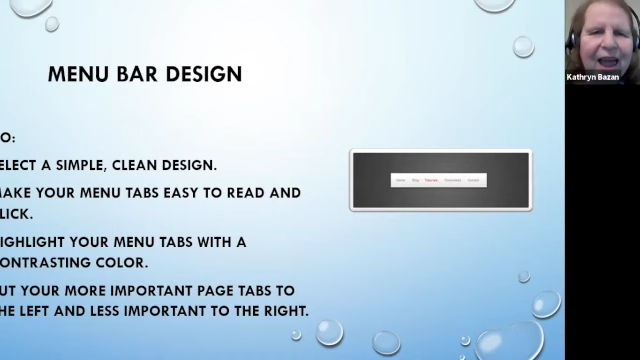 MENU BAR DESIGN
O:
ELECT A SIMPLE, CLEAN DESIGN.
MAKE YOUR MENU TABS EASY TO READ AND
LICK.
IGHLIGHT YOUR MENU TABS WITH A
ONTRASTING COLOR.
UT YOUR MORE IMPORTANT PAGE TABS TO
HE LEFT AND LESS IMPORTANT TO THE RIGHT.
Kathryn Bazan